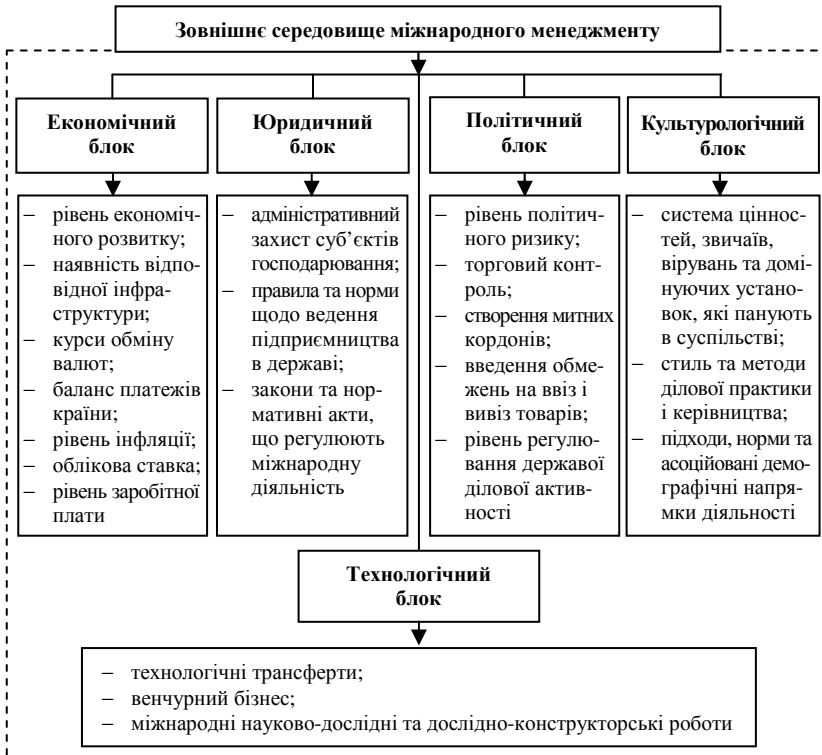 Зовнішнє середовище міжнародного менеджменту
Економічний
блок
Юридичний
блок
Політичний
блок
Культурологічний
блок
– рівень економіч-
ного розвитку;
– наявність відпо-
відної інфра-
структури;
– курси обміну
валют;
– баланс платежів
країни;
– рівень інфляції;
– облікова ставка;
– рівень заробітної
плати
– адміністративний
захист суб’єктів
господарювання;
– правила та норми
щодо ведення
підприємництва
в державі;
– закони та нор-
мативні акти,
що регулюють
міжнародну
діяльність
– рівень політич-
ного ризику;
– торговий конт-
роль;
– створення митних
кордонів;
– введення обме-
жень на ввіз і
вивіз товарів;
– рівень регулю-
вання державої
ділової актив-
ності
– система ціннос-
тей, звичаїв,
вірувань та домі-
нуючих устано-
вок, які панують
в суспільстві;
– стиль та методи
ділової практики
і керівництва;
– підходи, норми та
асоційовані демо-
графічні напря-
мки діяльності
Технологічний
блок
– технологічні трансферти;
– венчурний бізнес;
– міжнародні науково-дослідні та дослідно-конструкторські роботи